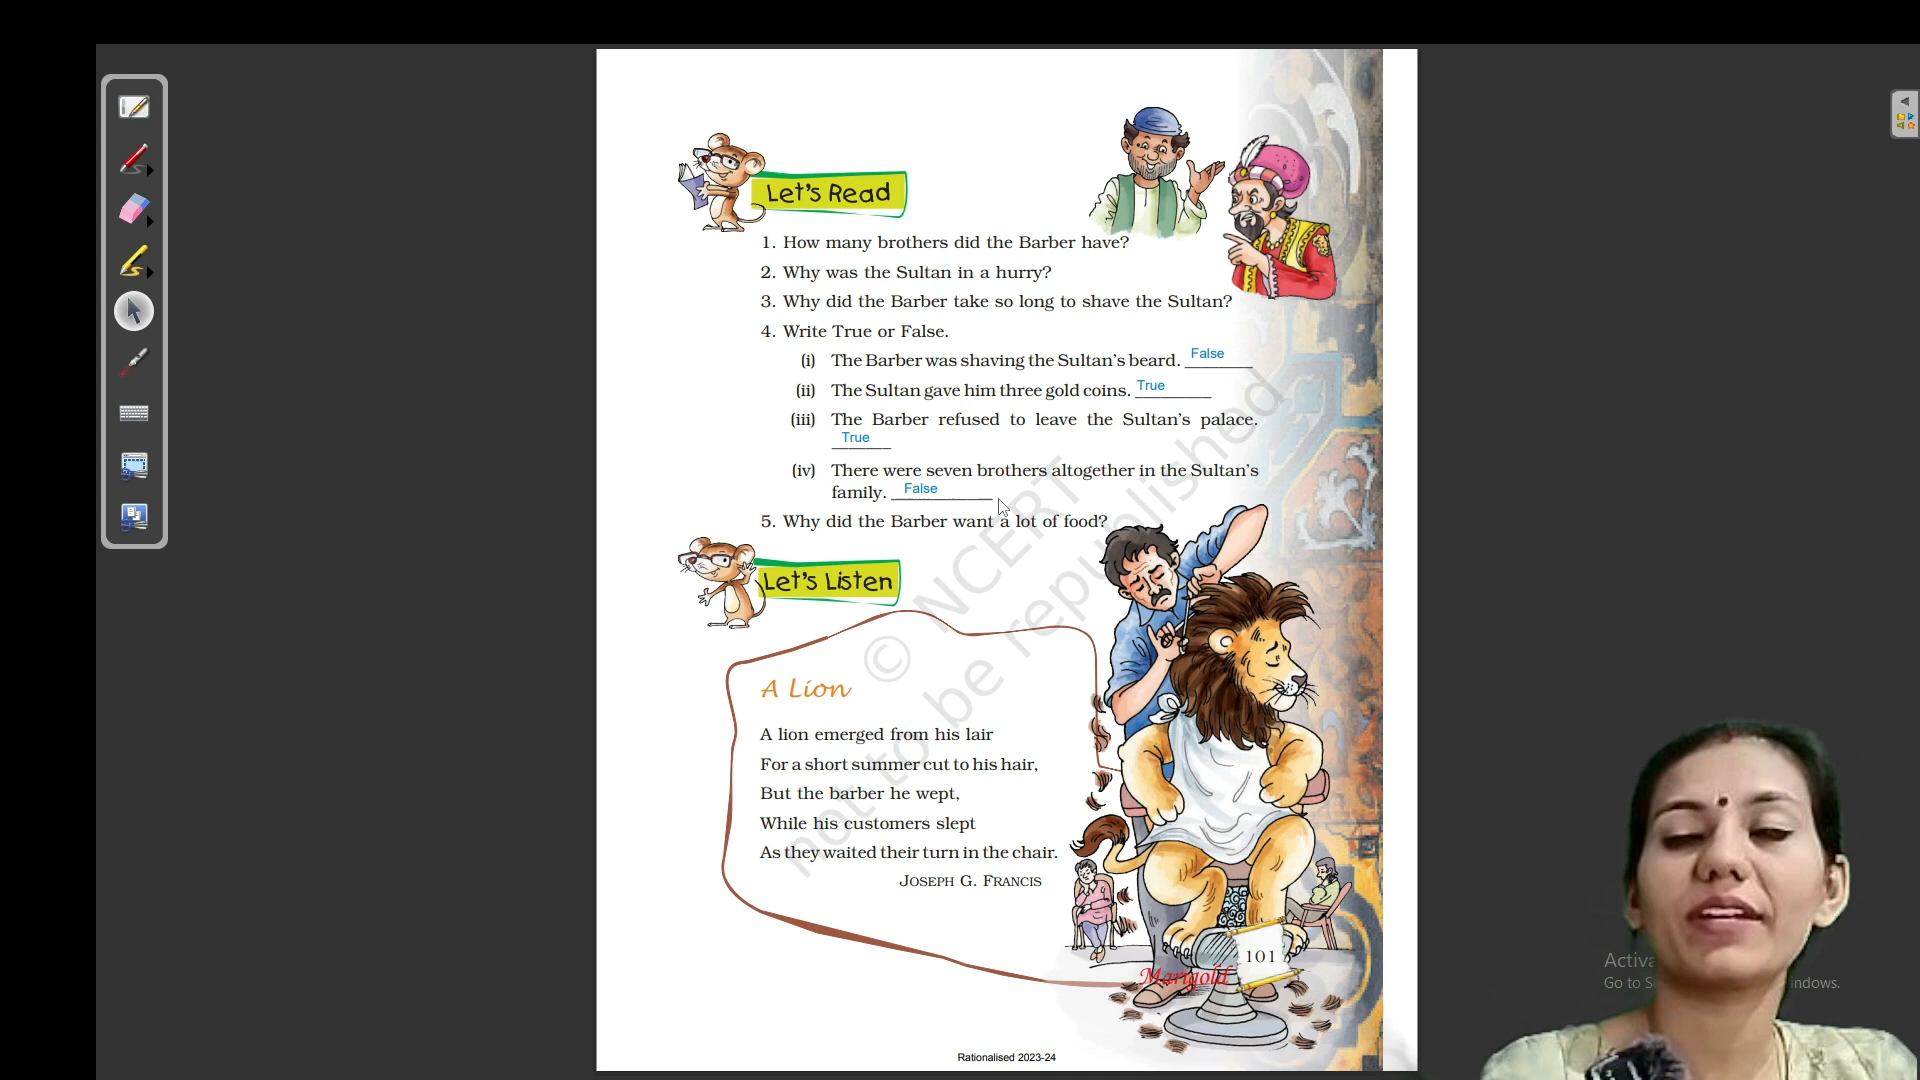 Let's Read
1. How many brothers did the Barber have?
2. Why was the Sultan in a hurry?
3. Why did the Barber take so long to shave the Sultan?
4. Write True or False.
(i) The Barber was shaving the Sultan's beard. False
(ii) The Sultan gave him three gold coins. True
(iii) The Barber refused to leave the Sultan's palace.
True
(iv) There were seven brothers altogether in the Sultan's
family. False
5. Why did the Barber want a lot of food?
© NCERT
not to be republished
Let's Listen
A Lion
A lion emerged from his lair
For a short summer cut to his hair,
But the barber he wept,
While his customers slept
As they waited their turn in the chair.
JOSEPH G. FRANCIS
101
Marigold
Rationalised 2023-24
Go to